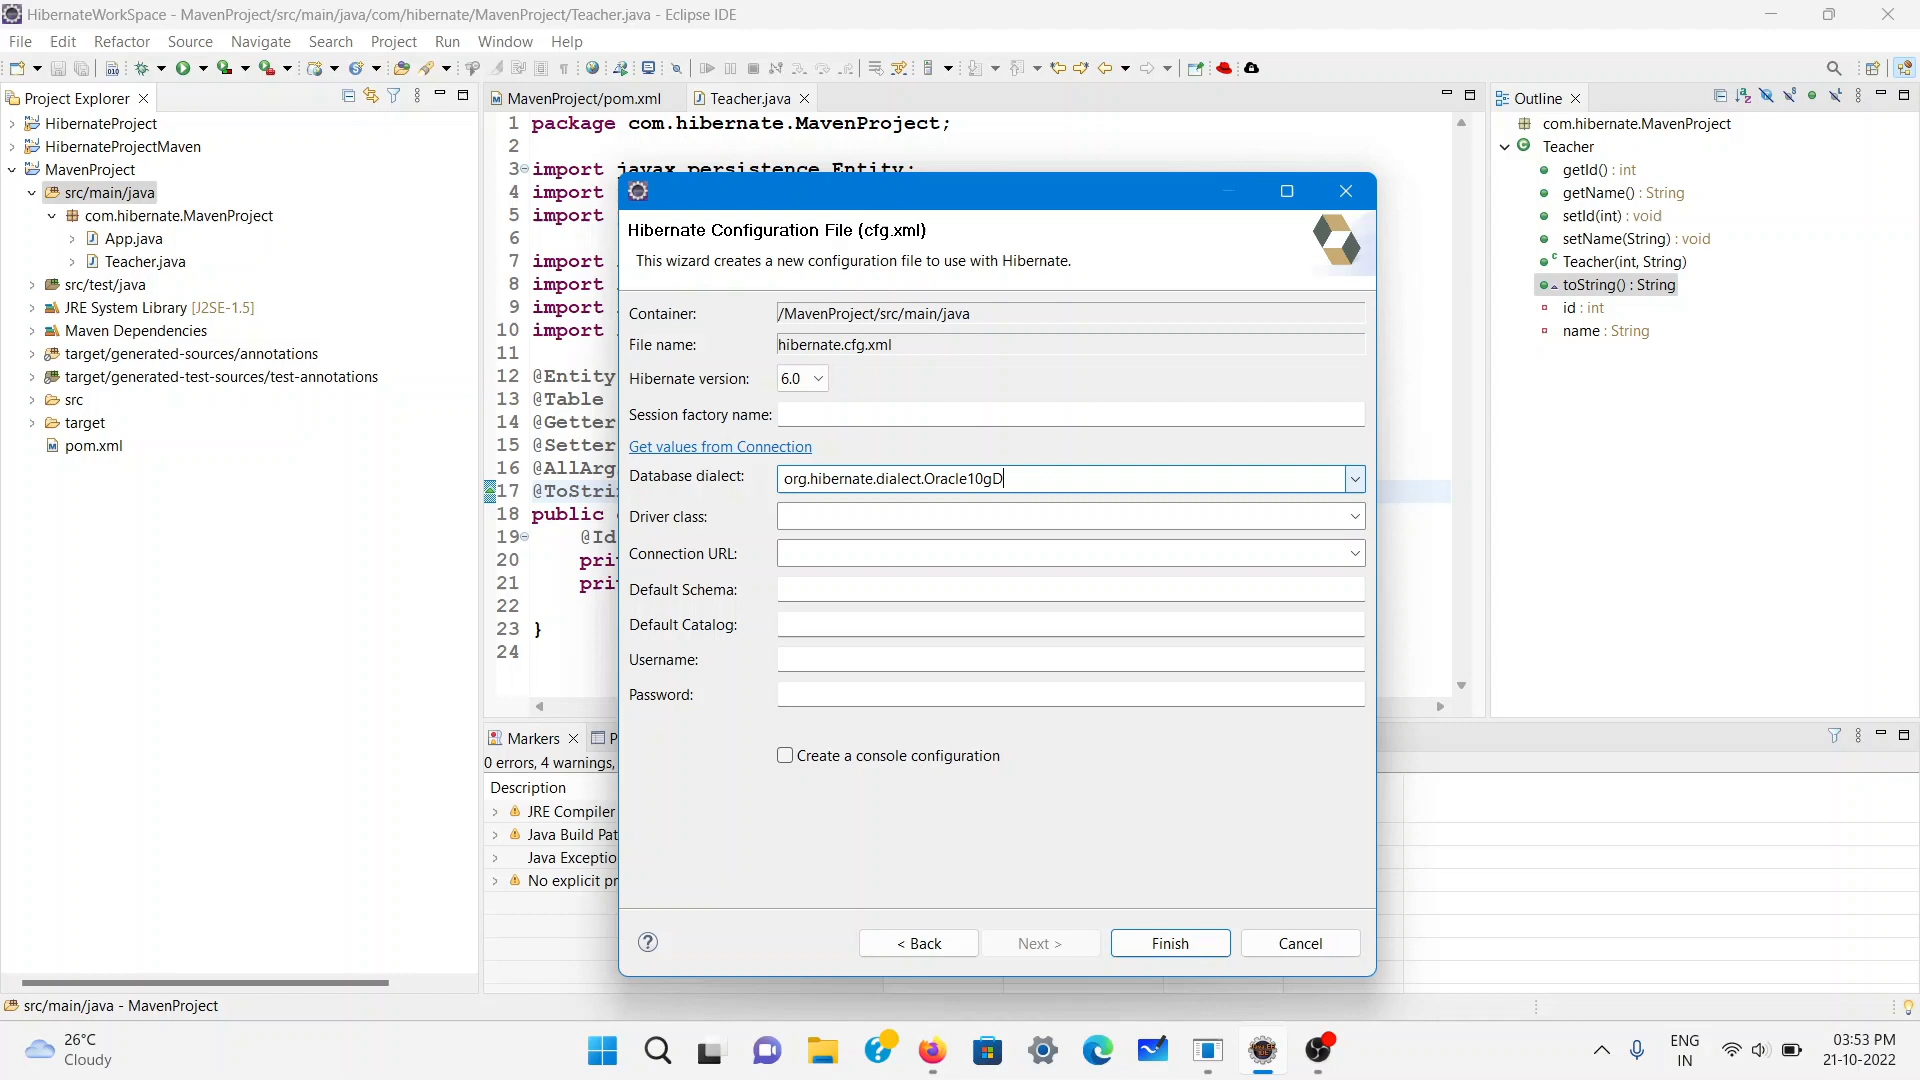 HibernateWorkSpace - MavenProject/src/main/java/com/hibernate/MavenProject/Teacher.java - Eclipse IDE
File Edit Refactor Source Navigate Search Project Run Window Help
Project Explorer
HibernateProject
HibernateProjectMaven
MavenProject
src/main/java
com.hibernate.MavenProject
App.java
Teacher.java
src/test/java
JRE System Library [J2SE-1.5]
Maven Dependencies
target/generated-sources/annotations
target/generated-test-sources/test-annotations
src
target
pom.xml
MavenProject/pom.xml
Teacher.java
1 package com.hibernate.MavenProject;
2
3 import javax.persistence.Entity;
4 import
5 import
6
7 import
8 import
9 import
10 import
11
12 @Entity
13 @Table
14 @Getter
15 @Setter
16 @AllArg
17 @ToStrin
18 public
19 @Id
20 pri
21 pri
22
23 }
24
Hibernate Configuration File (cfg.xml)
This wizard creates a new configuration file to use with Hibernate.
Container: /MavenProject/src/main/java
File name: hibernate.cfg.xml
Hibernate version: 6.0
Session factory name:
Get values from Connection
Database dialect: org.hibernate.dialect.Oracle10gD
Driver class:
Connection URL:
Default Schema:
Default Catalog:
Username:
Password:
Create a console configuration
< Back Next > Finish Cancel
Outline
com.hibernate.MavenProject
Teacher
getId() : int
getName() : String
setId(int) : void
setName(String) : void
Teacher(int, String)
toString() : String
id : int
name : String
Markers
P
0 errors, 4 warnings,
Description
JRE Compiler
Java Build Pat
Java Exceptio
No explicit pr
src/main/java - MavenProject
26°C
Cloudy
ENG
IN
03:53 PM
21-10-2022